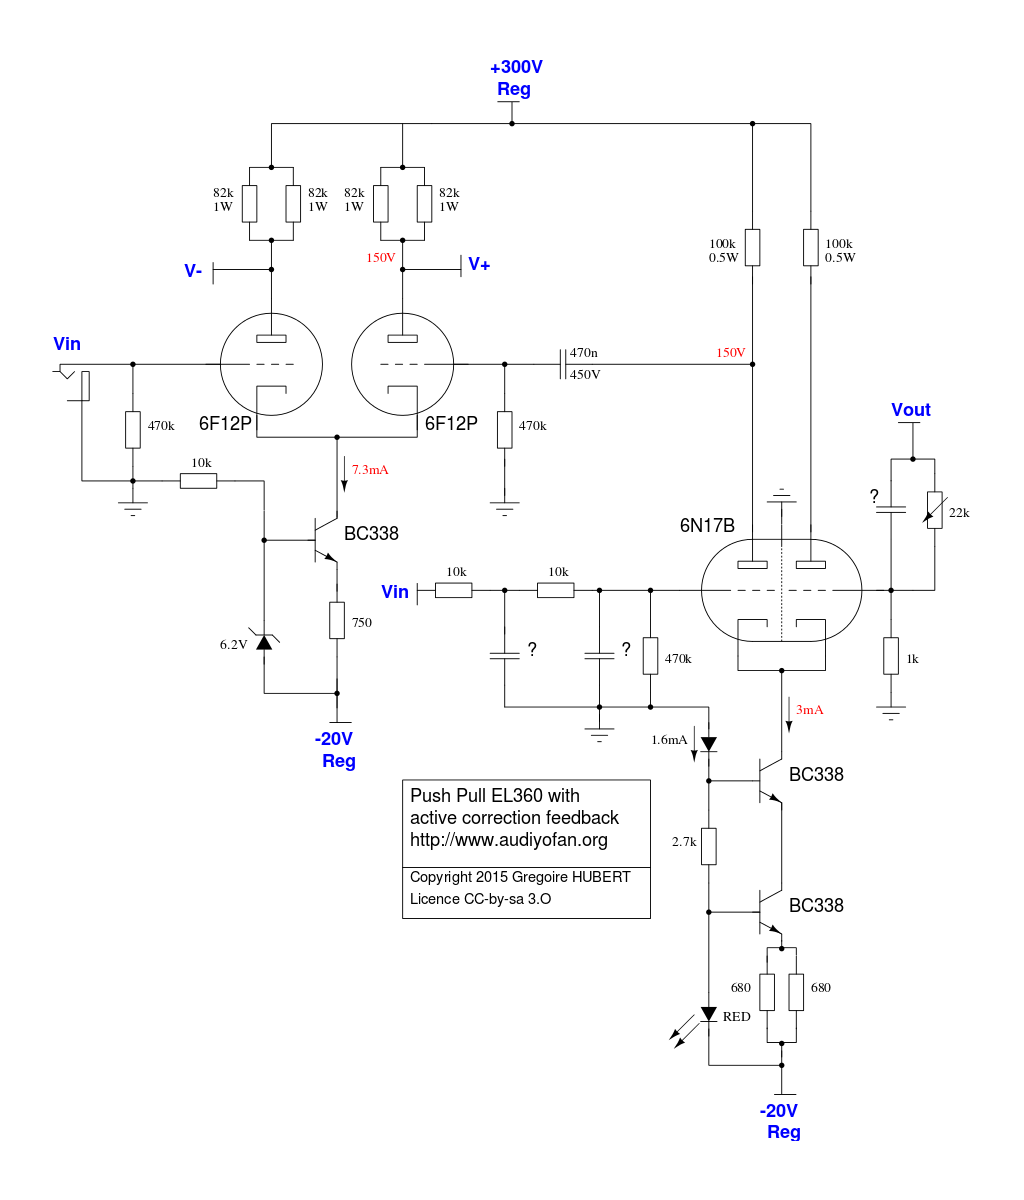 +300V
Reg
82k
1W
82k
1W
82k
1W
82k
1W
100k
0.5W
100k
0.5W
150V
V-
V+
Vin
470n
450V
150V
6F12P
6F12P
470k
470k
Vout
10k
7.3mA
?
22k
BC338
6N17B
10k
10k
Vin
750
6.2V
?
?
470k
1k
-20V
Reg
3mA
1.6mA
BC338
Push Pull EL360 with
active correction feedback
http://www.audiyofan.org
Copyright 2015 Gregoire HUBERT
Licence CC-by-sa 3.O
2.7k
BC338
680
680
RED
-20V
Reg